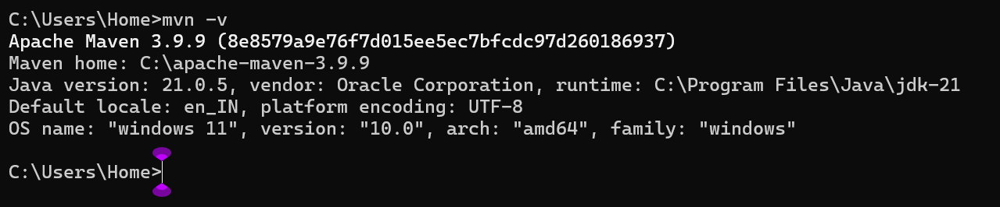 C:\Users\Home>mvn -v
Apache Maven 3.9.9 (8e8579a9e76f7d015ee5ec7bfcdc97d260186937)
Maven home: C:\apache-maven-3.9.9
Java version: 21.0.5, vendor: Oracle Corporation, runtime: C:\Program Files\Java\jdk-21
Default locale: en_IN, platform encoding: UTF-8
OS name: "windows 11", version: "10.0", arch: "amd64", family: "windows"
C:\Users\Home>